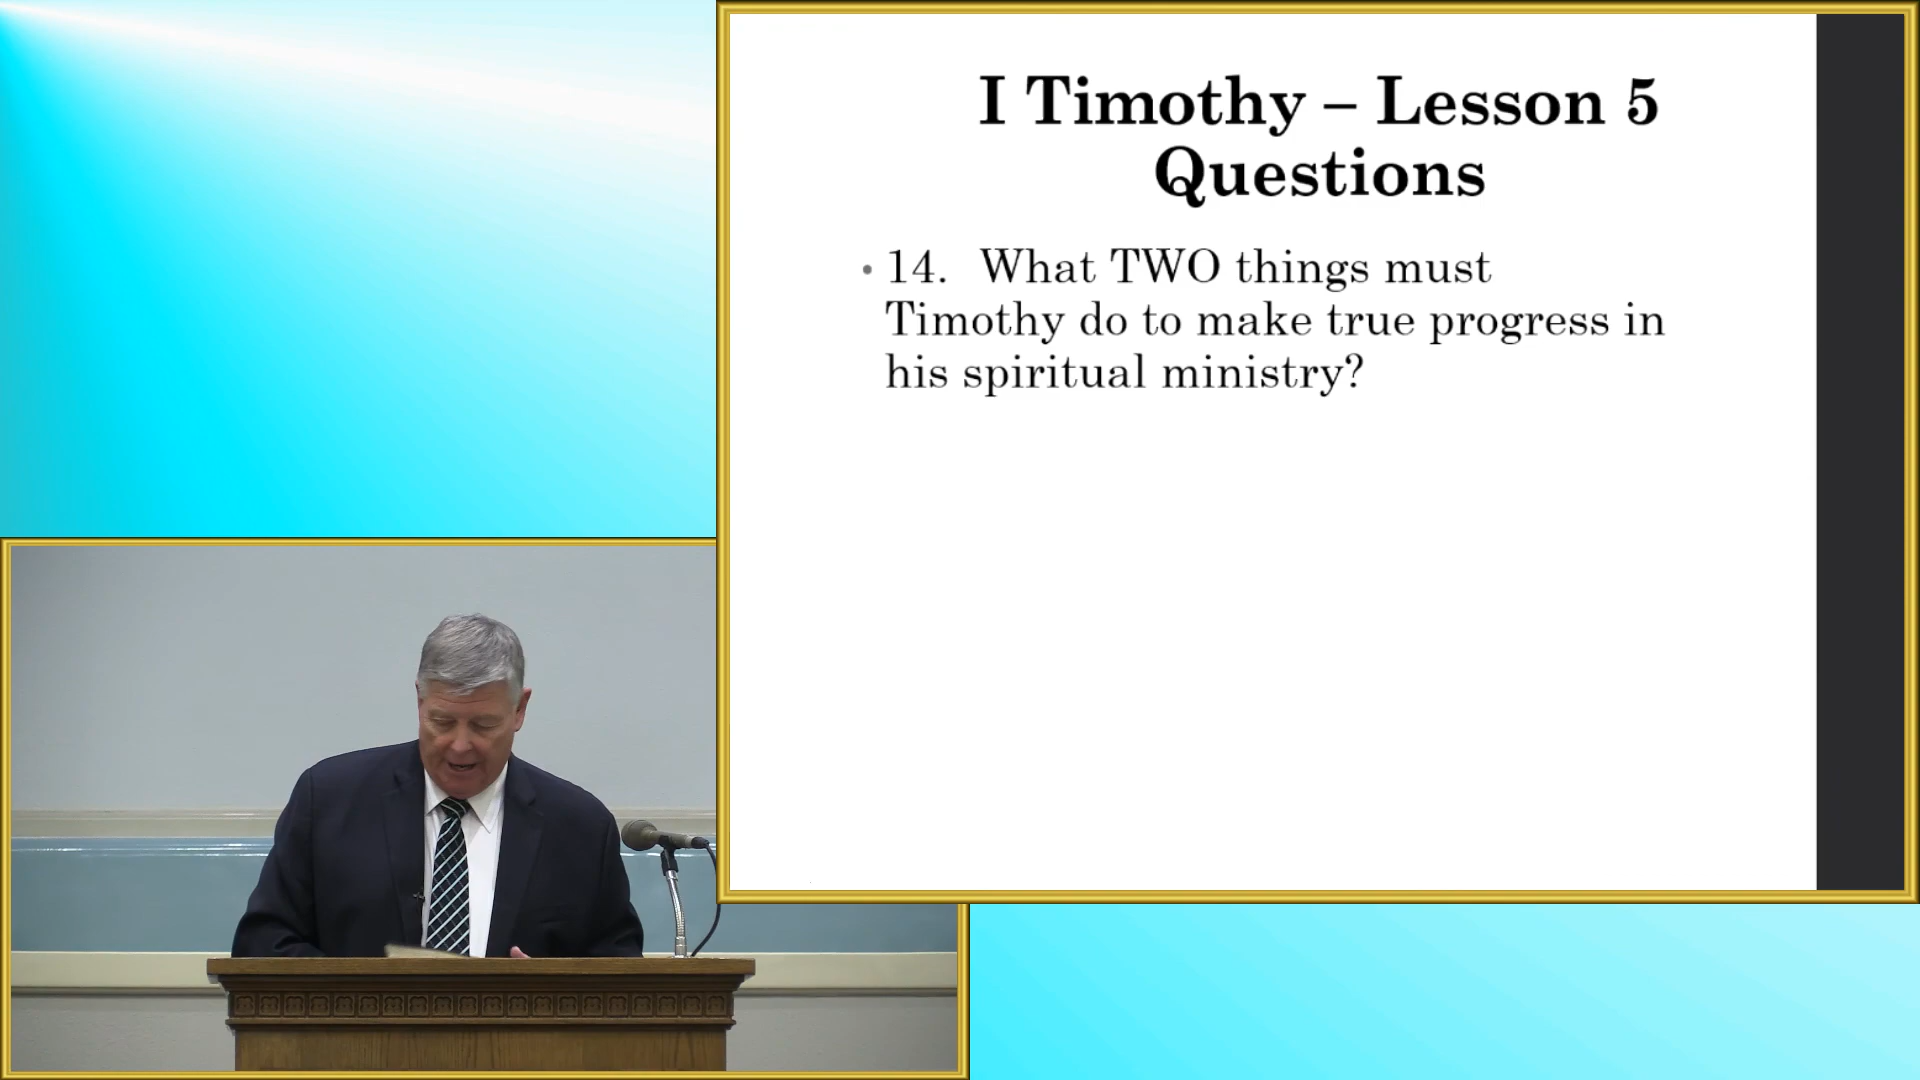 I Timothy – Lesson 5
Questions
• 14. What TWO things must
Timothy do to make true progress in
his spiritual ministry?